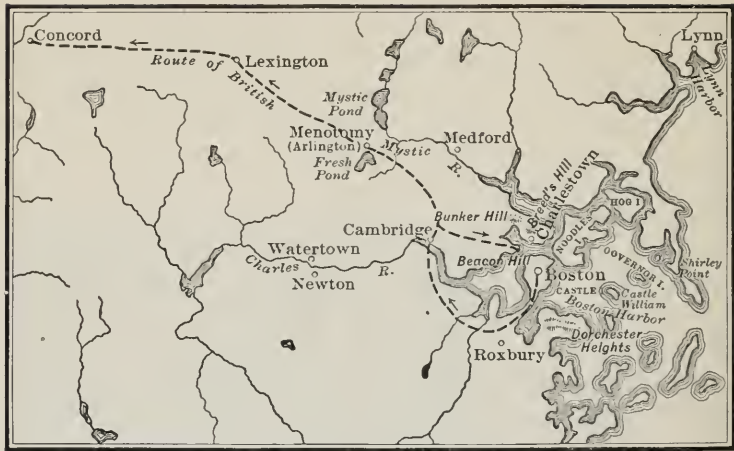 Concord
Lynn
Lynn Harbor
Route of British
Lexington
Mystic
Pond
Medford
Menotomy
(Arlington)
Mystic
R.
Fresh
Pond
Breed's Hill
Charlestown
Bunker Hill
HOG I
NOODLES I.
Cambridge
Watertown
Charles
R.
Newton
Beacon Hill
Boston
GOVERNOR I.
Shirley
Point
CASTLE
Castle
William
Boston Harbor
Dorchester
Heights
Roxbury